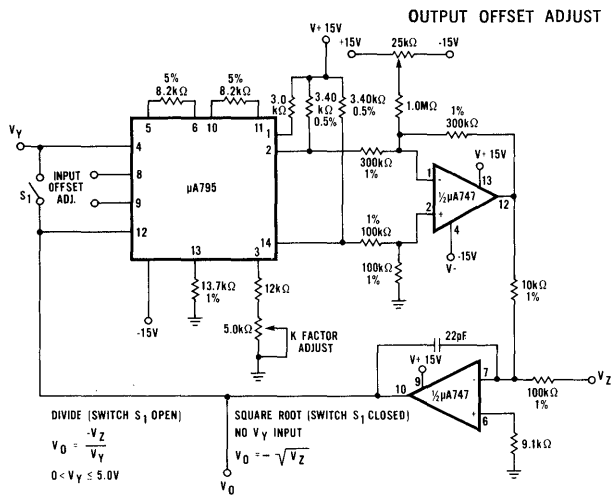 OUTPUT OFFSET ADJUST
V+ 15V
+15V
25kΩ
-15V
5%
8.2kΩ
5%
8.2kΩ
3.0
kΩ
3.40
kΩ
0.5%
3.40kΩ
0.5%
1.0MΩ
1%
300kΩ
5
6
10
11
1
2
VY
4
8
9
12
S1
INPUT
OFFSET
ADJ.
µA795
300kΩ
1%
V+ 15V
13
1
-
2
+
½µA747
12
4
-15V
V-
13
14
3
1%
100kΩ
100kΩ
1%
-15V
13.7kΩ
1%
12kΩ
5.0kΩ
K FACTOR
ADJUST
10kΩ
1%
22pF
V+ 15V
9
10
½µA747
7
-
+
6
100kΩ
1%
VZ
9.1kΩ
DIVIDE (SWITCH S1 OPEN)
VO = -VZ
VY
0 < VY ≤ 5.0V
SQUARE ROOT (SWITCH S1 CLOSED)
NO VY INPUT
VO = - √VZ
VO